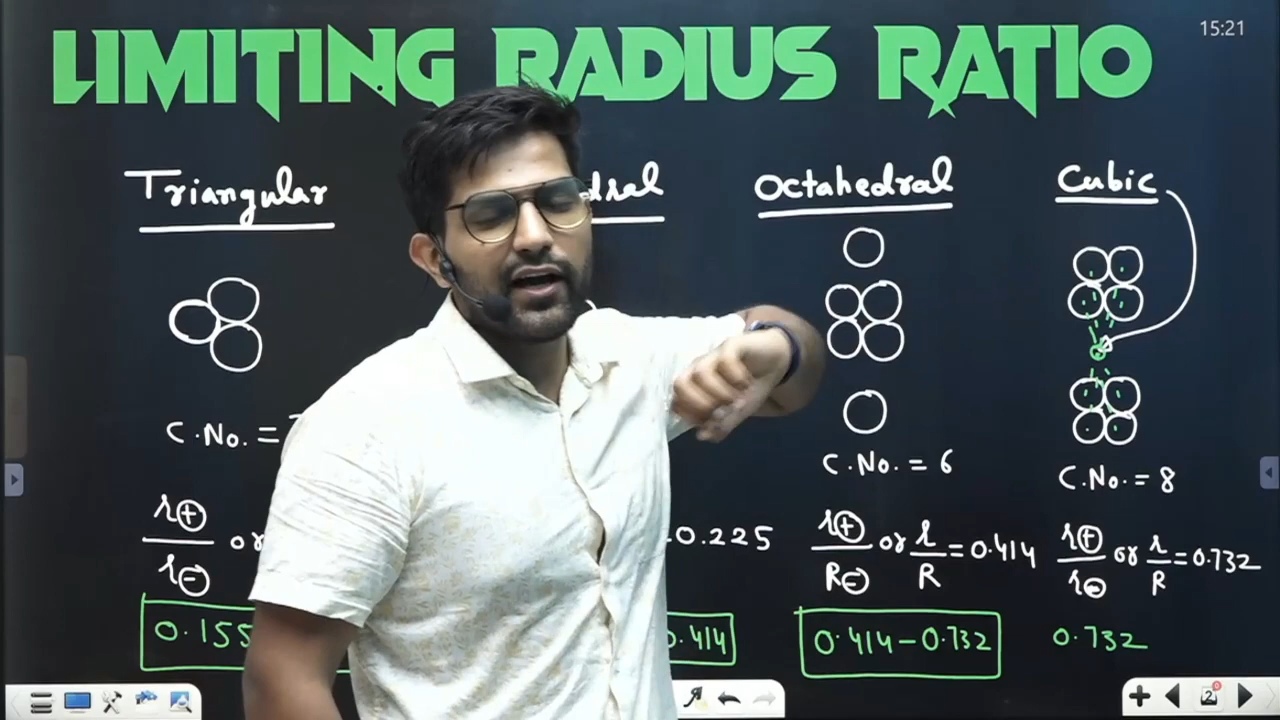 15:21
LIMITING RADIUS RATIO
Triangular
Octahedral
Cubic
C.No. =
C.No. = 6
C.No. = 8
r⊕/r⊖ or
0.225
r⊕/R⊖ or r/R = 0.414
r⊕/r⊖ or r/R = 0.732
0.155
0.414
0.414 – 0.732
0.732
2